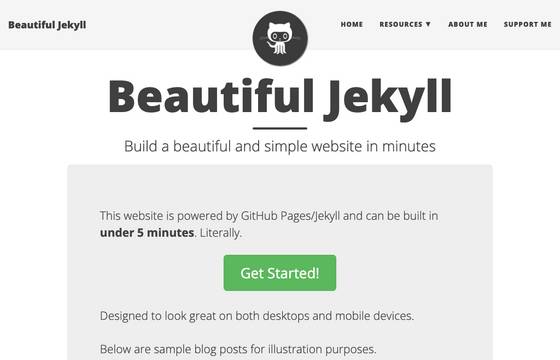 Beautiful Jekyll
HOME RESOURCES ▼ ABOUT ME SUPPORT ME
Beautiful Jekyll
Build a beautiful and simple website in minutes
This website is powered by GitHub Pages/Jekyll and can be built in
under 5 minutes. Literally.
Get Started!
Designed to look great on both desktops and mobile devices.
Below are sample blog posts for illustration purposes.